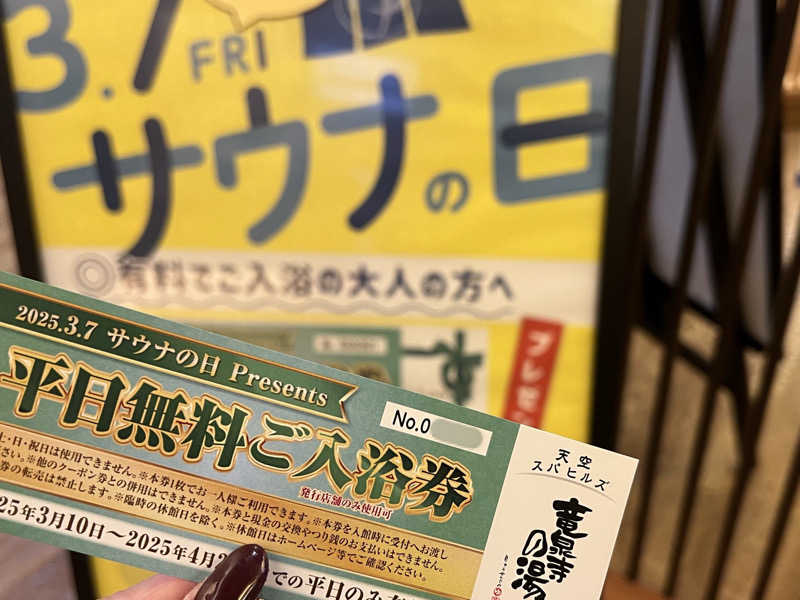 3.7
FRI
サウナの日
◎有料でご入浴の大人の方へ
プレゼ
2025.3.7 サウナの日 Presents
平日無料ご入浴券
No.0
発行店舗のみ使用可
土・日・祝日は使用できません。※本券1枚でお一人様ご利用できます。※本券を入館時に受付へお渡し
ださい。※他のクーポン券との併用はできません。※本券と現金の交換やつり銭のお支払いはできません。
券の転売は禁止します。※臨時の休館日を除く。※休館日はホームページ等でご確認ください。
25年3月10日～2025年4月2
での平日のみ有
天空
スパヒルズ
竜泉寺
の湯